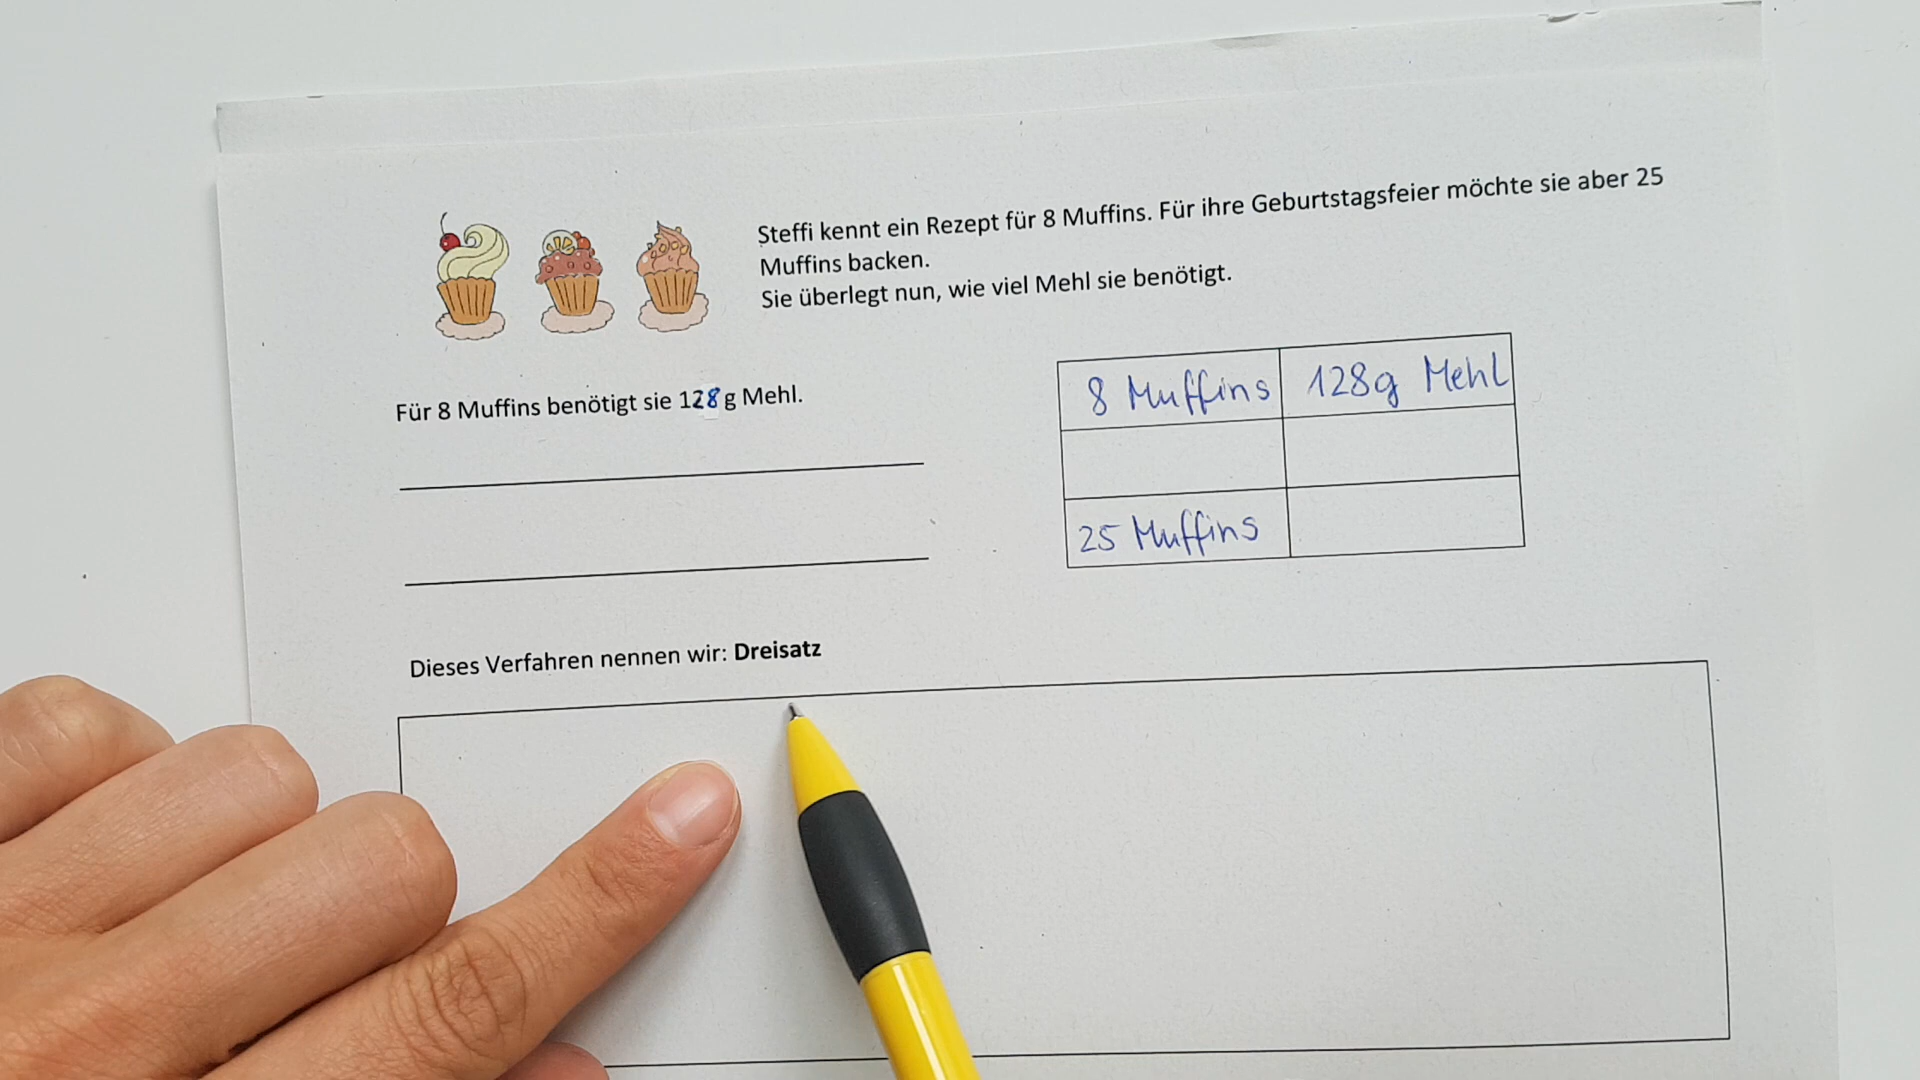 Steffi kennt ein Rezept für 8 Muffins. Für ihre Geburtstagsfeier möchte sie aber 25
Muffins backen.
Sie überlegt nun, wie viel Mehl sie benötigt.
Für 8 Muffins benötigt sie 128 g Mehl.
8 Muffins 128g Mehl
25 Muffins
Dieses Verfahren nennen wir: Dreisatz